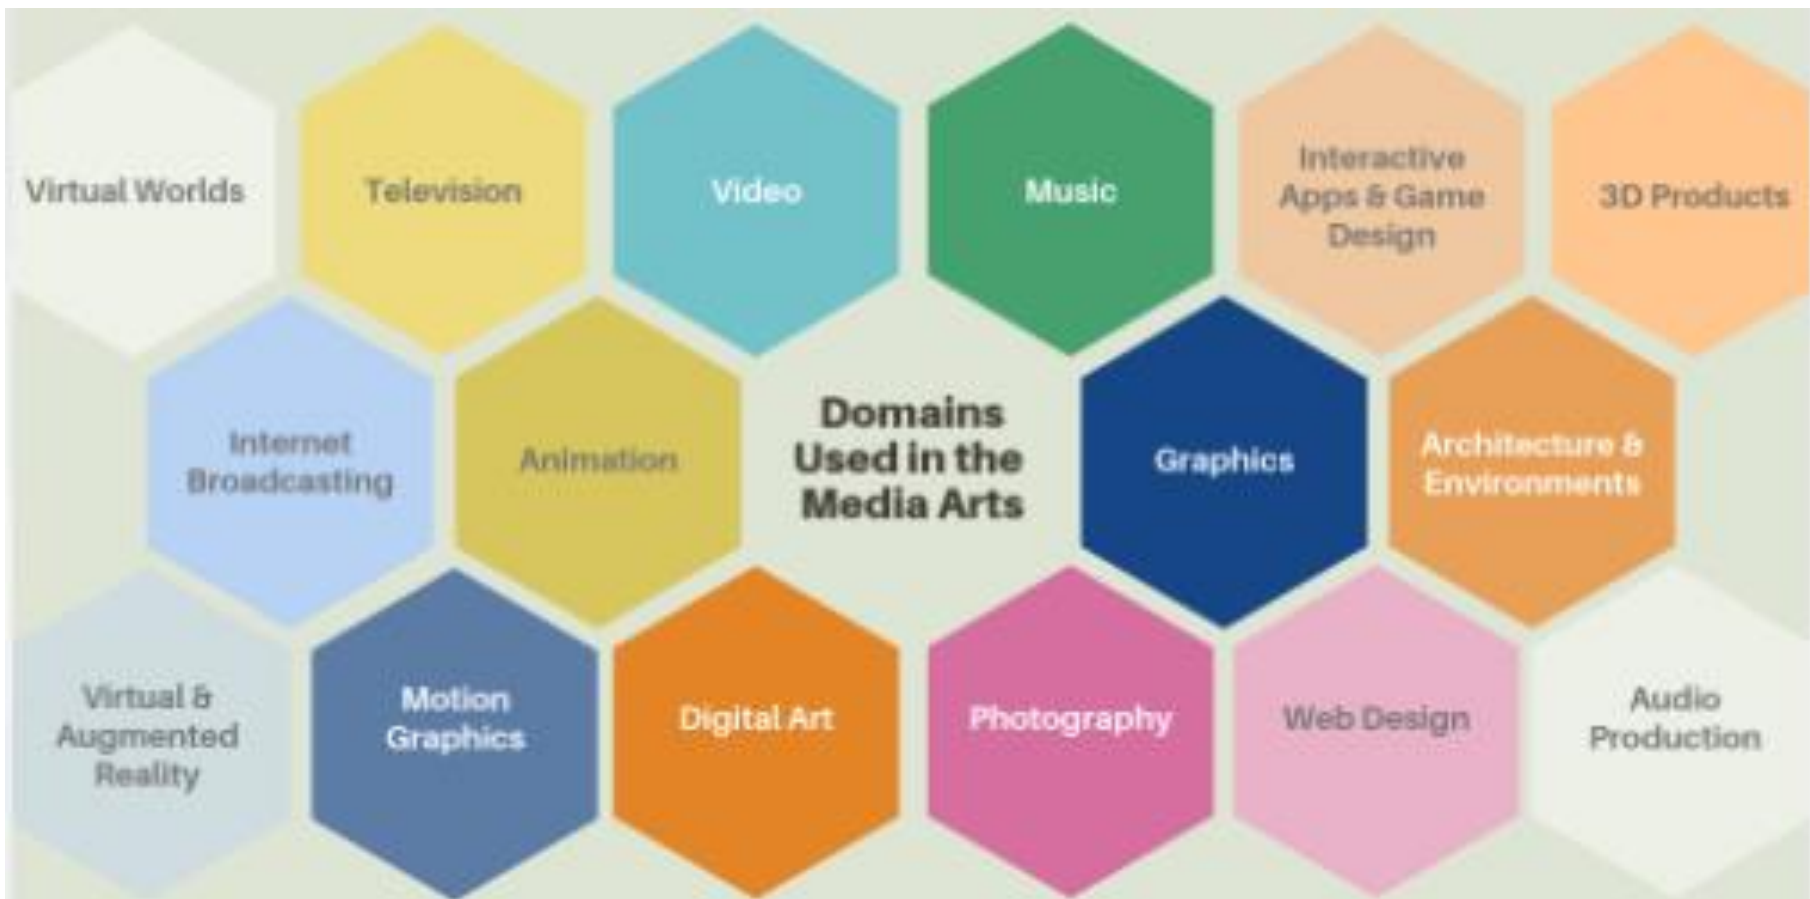 Virtual Worlds
Television
Video
Music
Interactive
Apps & Game
Design
3D Products
Internet
Broadcasting
Animation
Domains
Used in the
Media Arts
Graphics
Architecture &
Environments
Virtual &
Augmented
Reality
Motion
Graphics
Digital Art
Photography
Web Design
Audio
Production